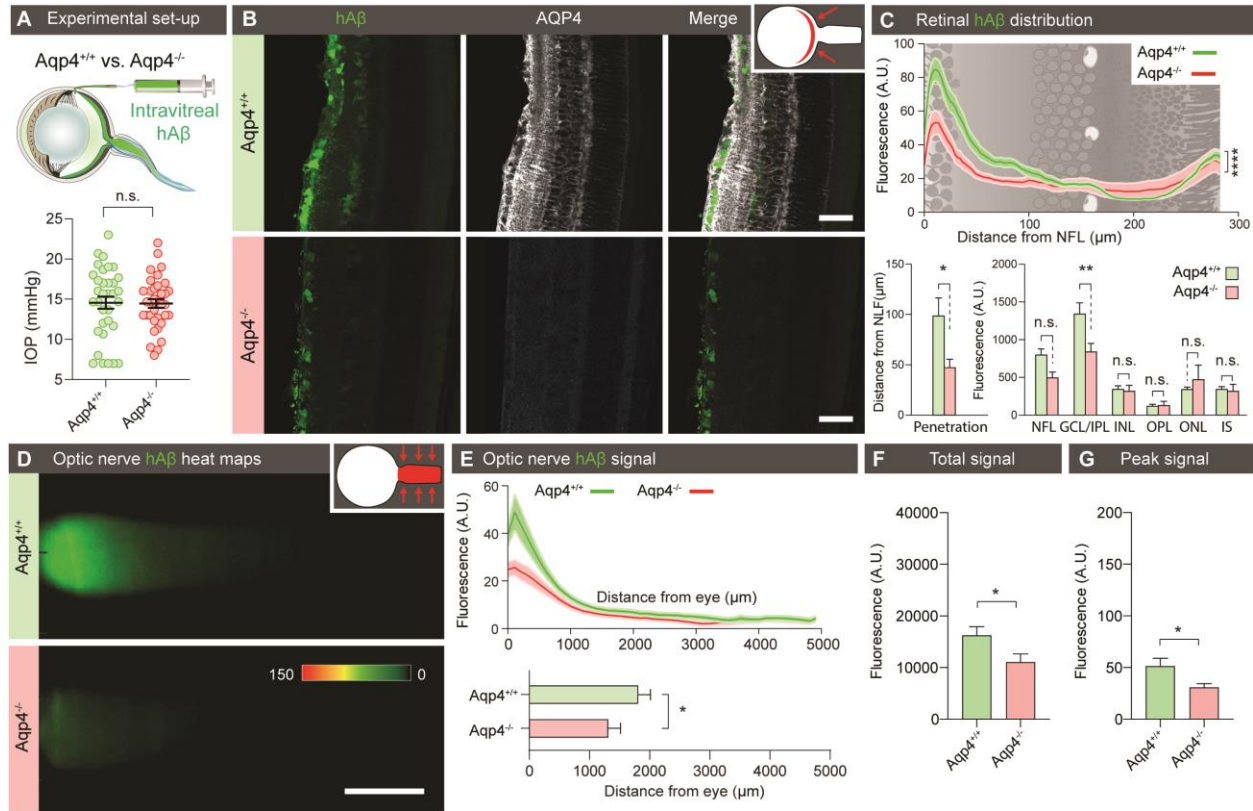 A Experimental set-up
Aqp4+/+ vs. Aqp4-/-
Intravitreal
hAβ
n.s.
25
20
15
10
5
IOP (mmHg)
Aqp4+/+
Aqp4-/-
B
hAβ
AQP4
Merge
Aqp4+/+
Aqp4-/-
C Retinal hAβ distribution
Aqp4+/+
Aqp4-/-
100
80
60
40
20
0
Fluorescence (A.U.)
****
0 100 200 300
Distance from NFL (µm)
150
100
50
0
Distance from NLF(µm)
*
Penetration
2000
1500
1000
500
0
Fluorescence (A.U.)
Aqp4+/+
Aqp4-/-
n.s.
**
n.s.
n.s.
n.s.
n.s.
NFL GCL/IPL INL OPL ONL IS
D Optic nerve hAβ heat maps
Aqp4+/+
Aqp4-/-
150 0
E Optic nerve hAβ signal
Aqp4+/+ Aqp4-/-
60
40
20
0
Fluorescence (A.U.)
Distance from eye (µm)
0 1000 2000 3000 4000 5000
Aqp4+/+
Aqp4-/-
*
0 1000 2000 3000 4000 5000
Distance from eye (µm)
F Total signal
40000
30000
20000
10000
0
Fluorescence (A.U.)
*
Aqp4+/+
Aqp4-/-
G Peak signal
200
150
100
50
0
Fluorescence (A.U.)
*
Aqp4+/+
Aqp4-/-